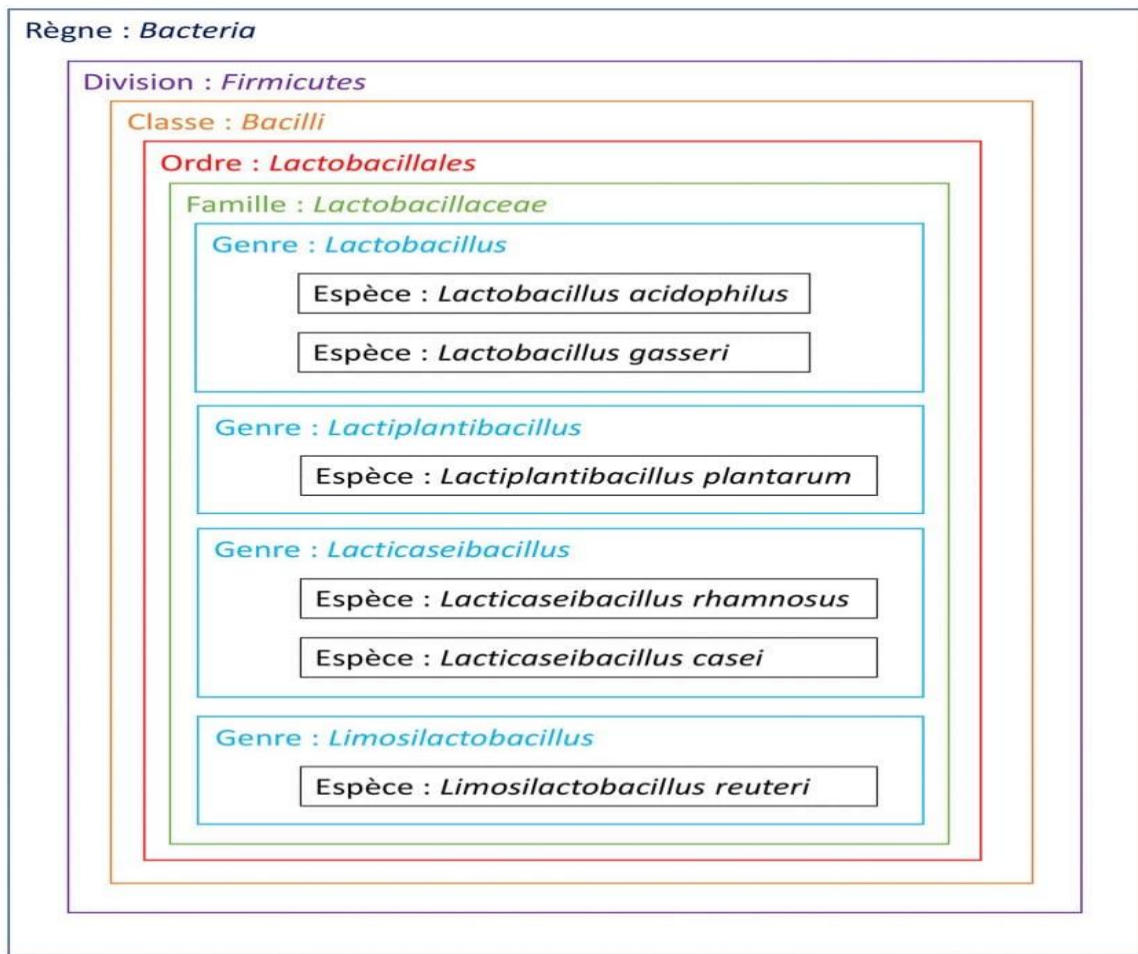 Règne : Bacteria
Division : Firmicutes
Classe : Bacilli
Ordre : Lactobacillales
Famille : Lactobacillaceae
Genre : Lactobacillus
Espèce : Lactobacillus acidophilus
Espèce : Lactobacillus gasseri
Genre : Lactiplantibacillus
Espèce : Lactiplantibacillus plantarum
Genre : Lacticaseibacillus
Espèce : Lacticaseibacillus rhamnosus
Espèce : Lacticaseibacillus casei
Genre : Limosilactobacillus
Espèce : Limosilactobacillus reuteri